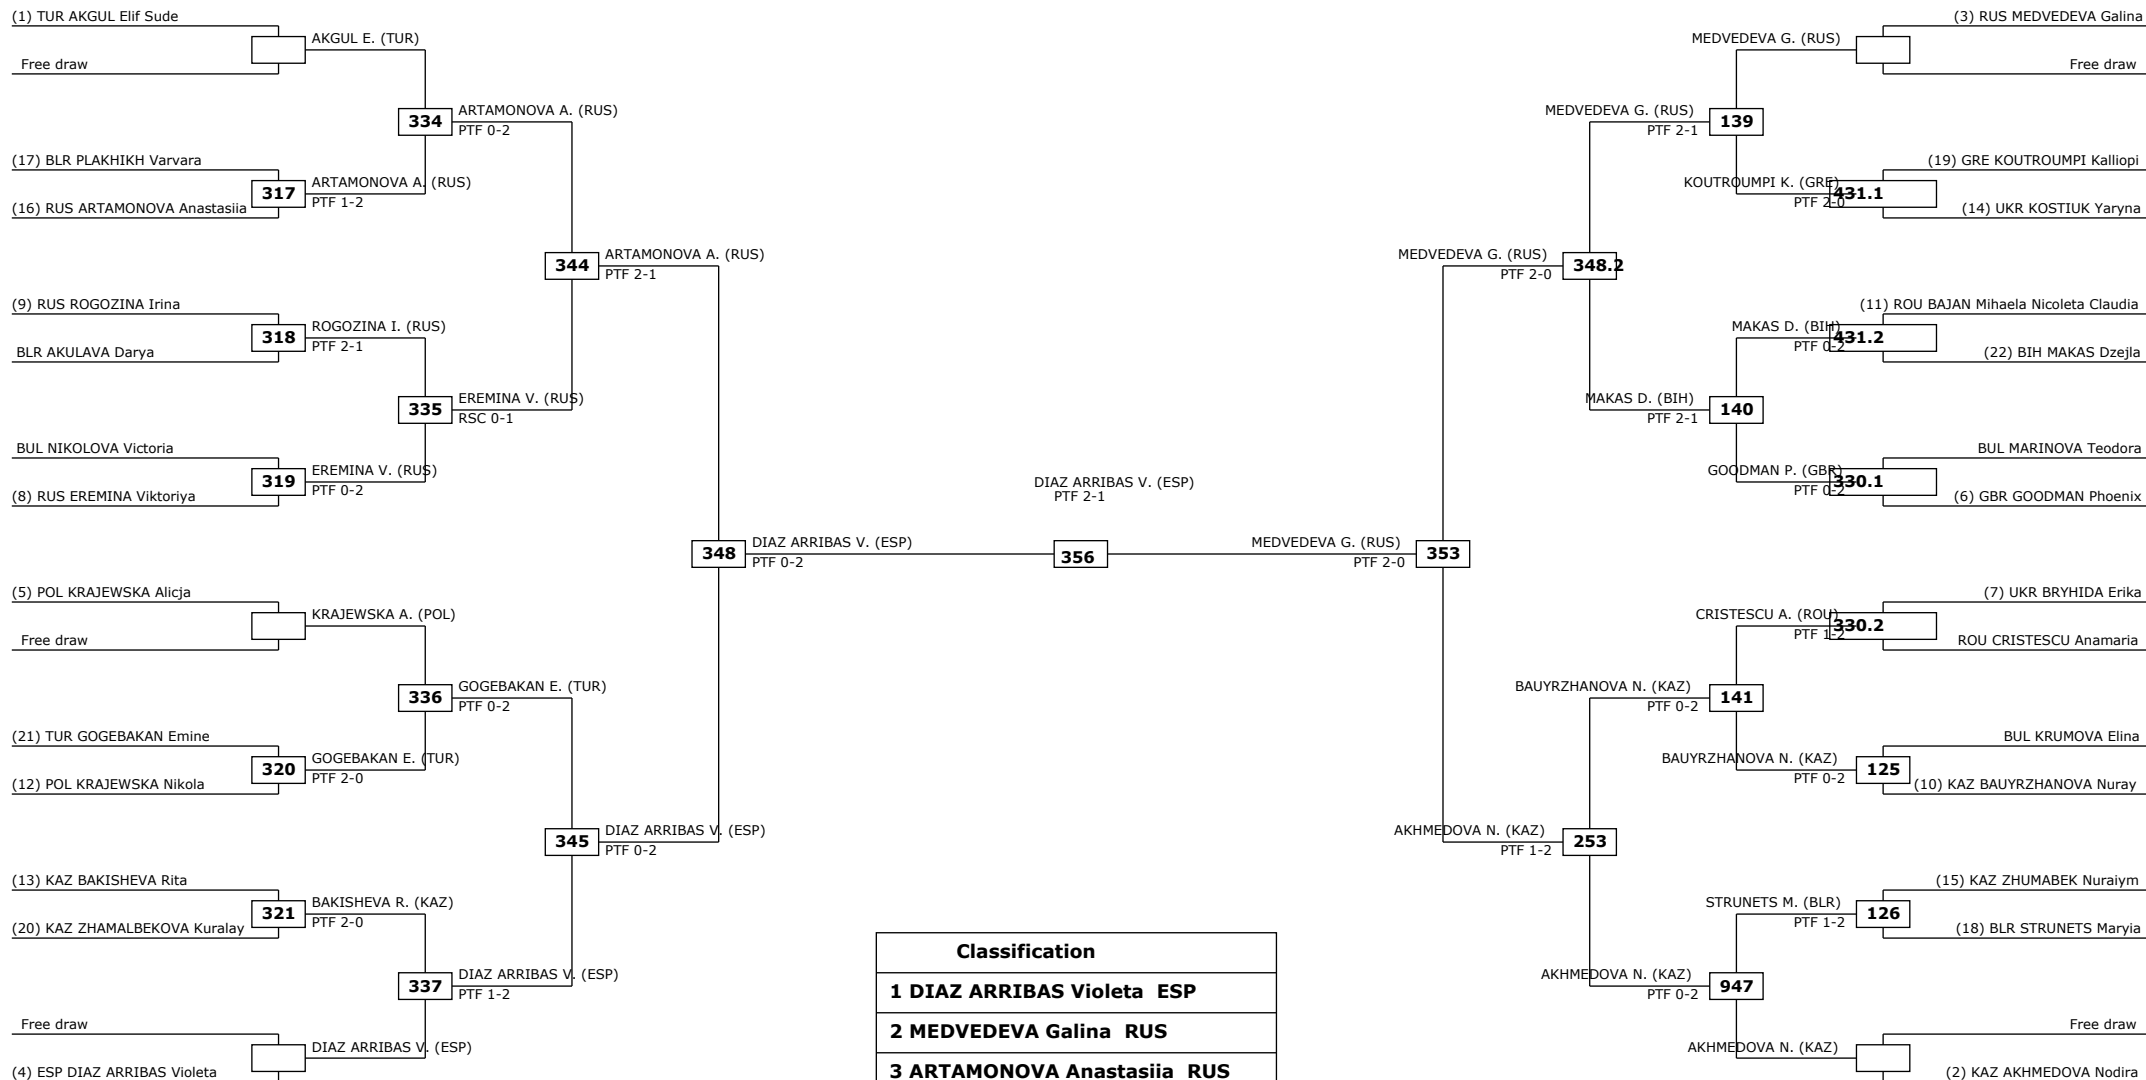 (1) TUR AKGUL Elif Sude
AKGUL E. (TUR)
Free draw
334
ARTAMONOVA A. (RUS)
PTF 0-2
(17) BLR PLAKHIKH Varvara
317
ARTAMONOVA A. (RUS)
PTF 1-2
(16) RUS ARTAMONOVA Anastasiia
344
ARTAMONOVA A. (RUS)
PTF 2-1
(9) RUS ROGOZINA Irina
318
ROGOZINA I. (RUS)
PTF 2-1
BLR AKULAVA Darya
335
EREMINA V. (RUS)
RSC 0-1
BUL NIKOLOVA Victoria
319
EREMINA V. (RUS)
PTF 0-2
(8) RUS EREMINA Viktoriya
348
DIAZ ARRIBAS V. (ESP)
PTF 0-2
(5) POL KRAJEWSKA Alicja
KRAJEWSKA A. (POL)
Free draw
336
GOGEBAKAN E. (TUR)
PTF 0-2
(21) TUR GOGEBAKAN Emine
320
GOGEBAKAN E. (TUR)
PTF 2-0
(12) POL KRAJEWSKA Nikola
345
DIAZ ARRIBAS V. (ESP)
PTF 0-2
(13) KAZ BAKISHEVA Rita
321
BAKISHEVA R. (KAZ)
PTF 2-0
(20) KAZ ZHAMALBEKOVA Kuralay
337
DIAZ ARRIBAS V. (ESP)
PTF 1-2
Free draw
DIAZ ARRIBAS V. (ESP)
(4) ESP DIAZ ARRIBAS Violeta
DIAZ ARRIBAS V. (ESP)
PTF 2-1
356
Classification
1 DIAZ ARRIBAS Violeta ESP
2 MEDVEDEVA Galina RUS
3 ARTAMONOVA Anastasiia RUS
(3) RUS MEDVEDEVA Galina
MEDVEDEVA G. (RUS)
Free draw
MEDVEDEVA G. (RUS)
PTF 2-1
139
(19) GRE KOUTROUMPI Kalliopi
KOUTROUMPI K. (GRE)
PTF 2-0
431.1
(14) UKR KOSTIUK Yaryna
MEDVEDEVA G. (RUS)
PTF 2-0
348.2
(11) ROU BAJAN Mihaela Nicoleta Claudia
MAKAS D. (BIH)
PTF 0-2
431.2
(22) BIH MAKAS Dzejla
MAKAS D. (BIH)
PTF 2-1
140
BUL MARINOVA Teodora
GOODMAN P. (GBR)
PTF 0-2
330.1
(6) GBR GOODMAN Phoenix
MEDVEDEVA G. (RUS)
PTF 2-0
353
(7) UKR BRYHIDA Erika
CRISTESCU A. (ROU)
PTF 1-2
330.2
ROU CRISTESCU Anamaria
BAUYRZHANOVA N. (KAZ)
PTF 0-2
141
BUL KRUMOVA Elina
BAUYRZHANOVA N. (KAZ)
PTF 0-2
125
(10) KAZ BAUYRZHANOVA Nuray
AKHMEDOVA N. (KAZ)
PTF 1-2
253
(15) KAZ ZHUMABEK Nuraiym
STRUNETS M. (BLR)
PTF 1-2
126
(18) BLR STRUNETS Maryia
AKHMEDOVA N. (KAZ)
PTF 0-2
947
Free draw
AKHMEDOVA N. (KAZ)
(2) KAZ AKHMEDOVA Nodira